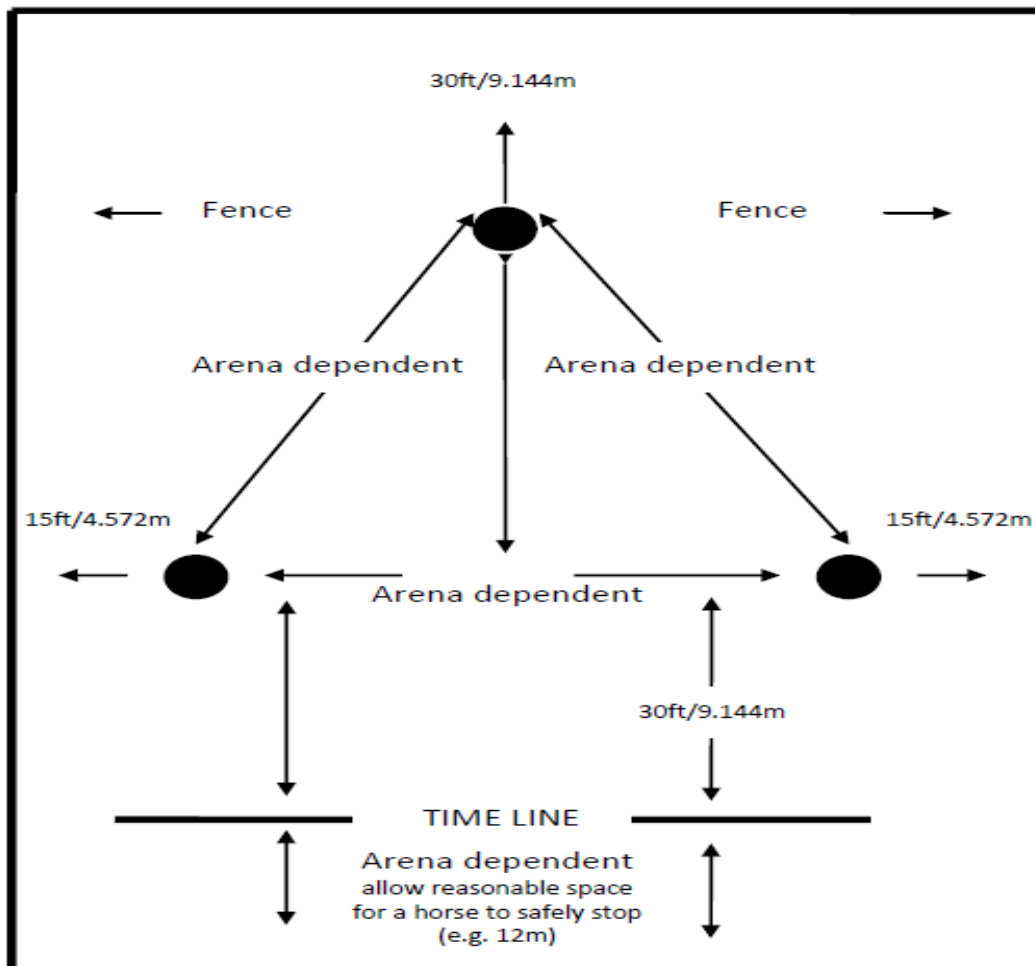 30ft/9.144m
Fence
Fence
Arena dependent
Arena dependent
15ft/4.572m
15ft/4.572m
Arena dependent
30ft/9.144m
TIME LINE
Arena dependent
allow reasonable space
for a horse to safely stop
(e.g. 12m)